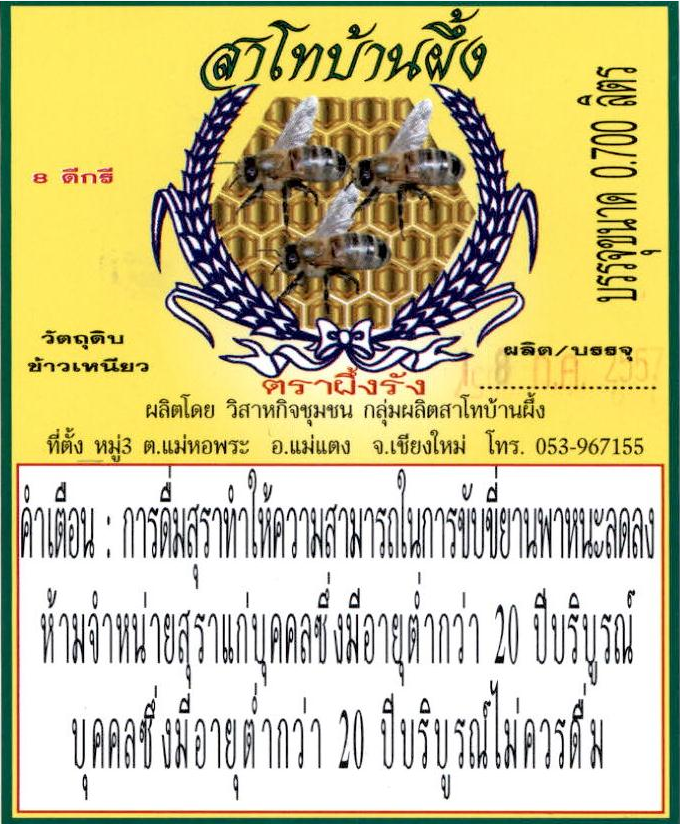 สาโทบ้านผึ้ง
8 ดีกรี
บรรจุขนาด 0.700 ลิตร
วัตถุดิบ
ข้าวเหนียว
ผลิต/บรรจุ
8 ก.ค. 2557
ตราผึ้งรัง
ผลิตโดย วิสาหกิจชุมชน กลุ่มผลิตสาโทบ้านผึ้ง
ที่ตั้ง หมู่3 ต.แม่หอพระ อ.แม่แตง จ.เชียงใหม่ โทร. 053-967155
คำเตือน : การดื่มสุราทำให้ความสามารถในการขับขี่ยานพาหนะลดลง
ห้ามจำหน่ายสุราแก่บุคคลซึ่งมีอายุต่ำกว่า 20 ปีบริบูรณ์
บุคคลซึ่งมีอายุต่ำกว่า 20 ปีบริบูรณ์ไม่ควรดื่ม